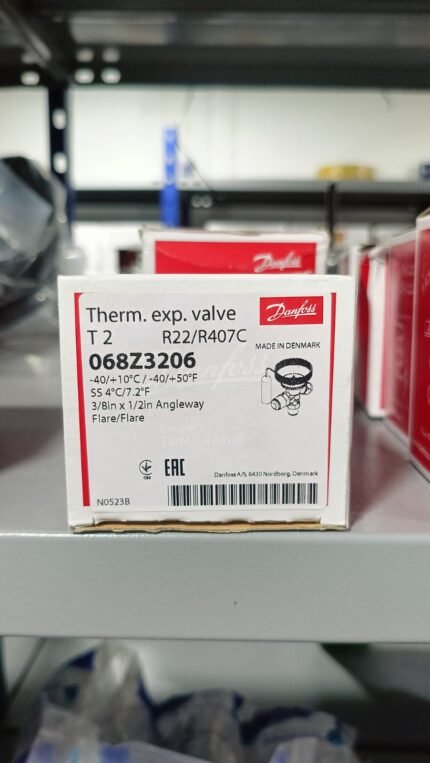 Danfoss
Therm. exp. valve
Danfoss
T 2 R22/R407C
MADE IN DENMARK
068Z3206
-40/+10°C / -40/+50°F
SS 4°C/7.2°F
3/8in x 1/2in Angleway
Flare/Flare
TOMORROW
EAC
Danfoss A/S, 6430 Nordborg, Denmark
N0523B